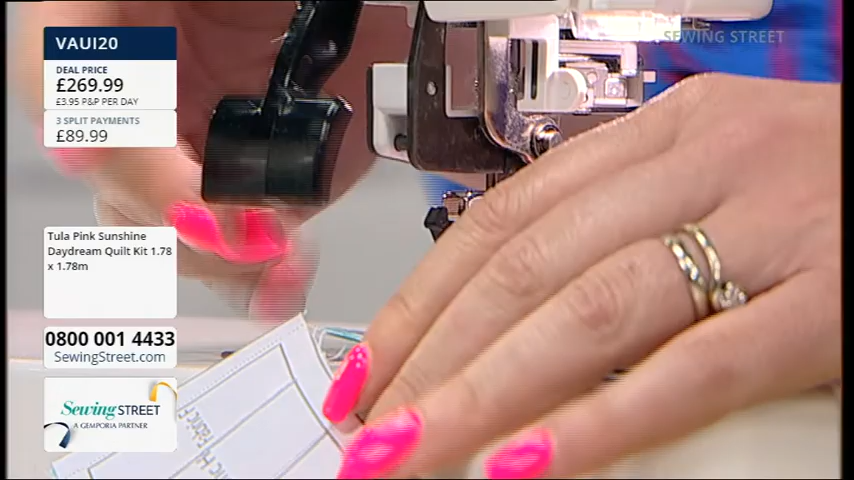 VAUI20
DEAL PRICE
£269.99
£3.95 P&P PER DAY
3 SPLIT PAYMENTS
£89.99
Tula Pink Sunshine
Daydream Quilt Kit 1.78
x 1.78m
0800 001 4433
SewingStreet.com
Sewing STREET
A GEMPORIA PARTNER
SEWING STREET
Fabric